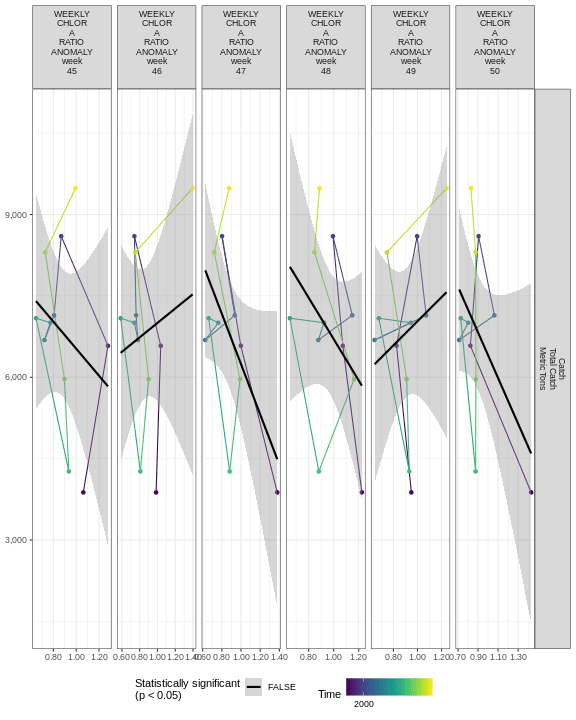 WEEKLY
CHLOR
A
RATIO
ANOMALY
week
45
WEEKLY
CHLOR
A
RATIO
ANOMALY
week
46
WEEKLY
CHLOR
A
RATIO
ANOMALY
week
47
WEEKLY
CHLOR
A
RATIO
ANOMALY
week
48
WEEKLY
CHLOR
A
RATIO
ANOMALY
week
49
WEEKLY
CHLOR
A
RATIO
ANOMALY
week
50
9,000
6,000
3,000
Catch
Total Catch
Metric Tons
0.80 1.00 1.20
0.60 0.80 1.00 1.20 1.40
0.60 0.80 1.00 1.20 1.40
0.80 1.00 1.20
0.80 1.00 1.20
0.70 0.90 1.10 1.30
Statistically significant
(p < 0.05)
FALSE
Time
2000